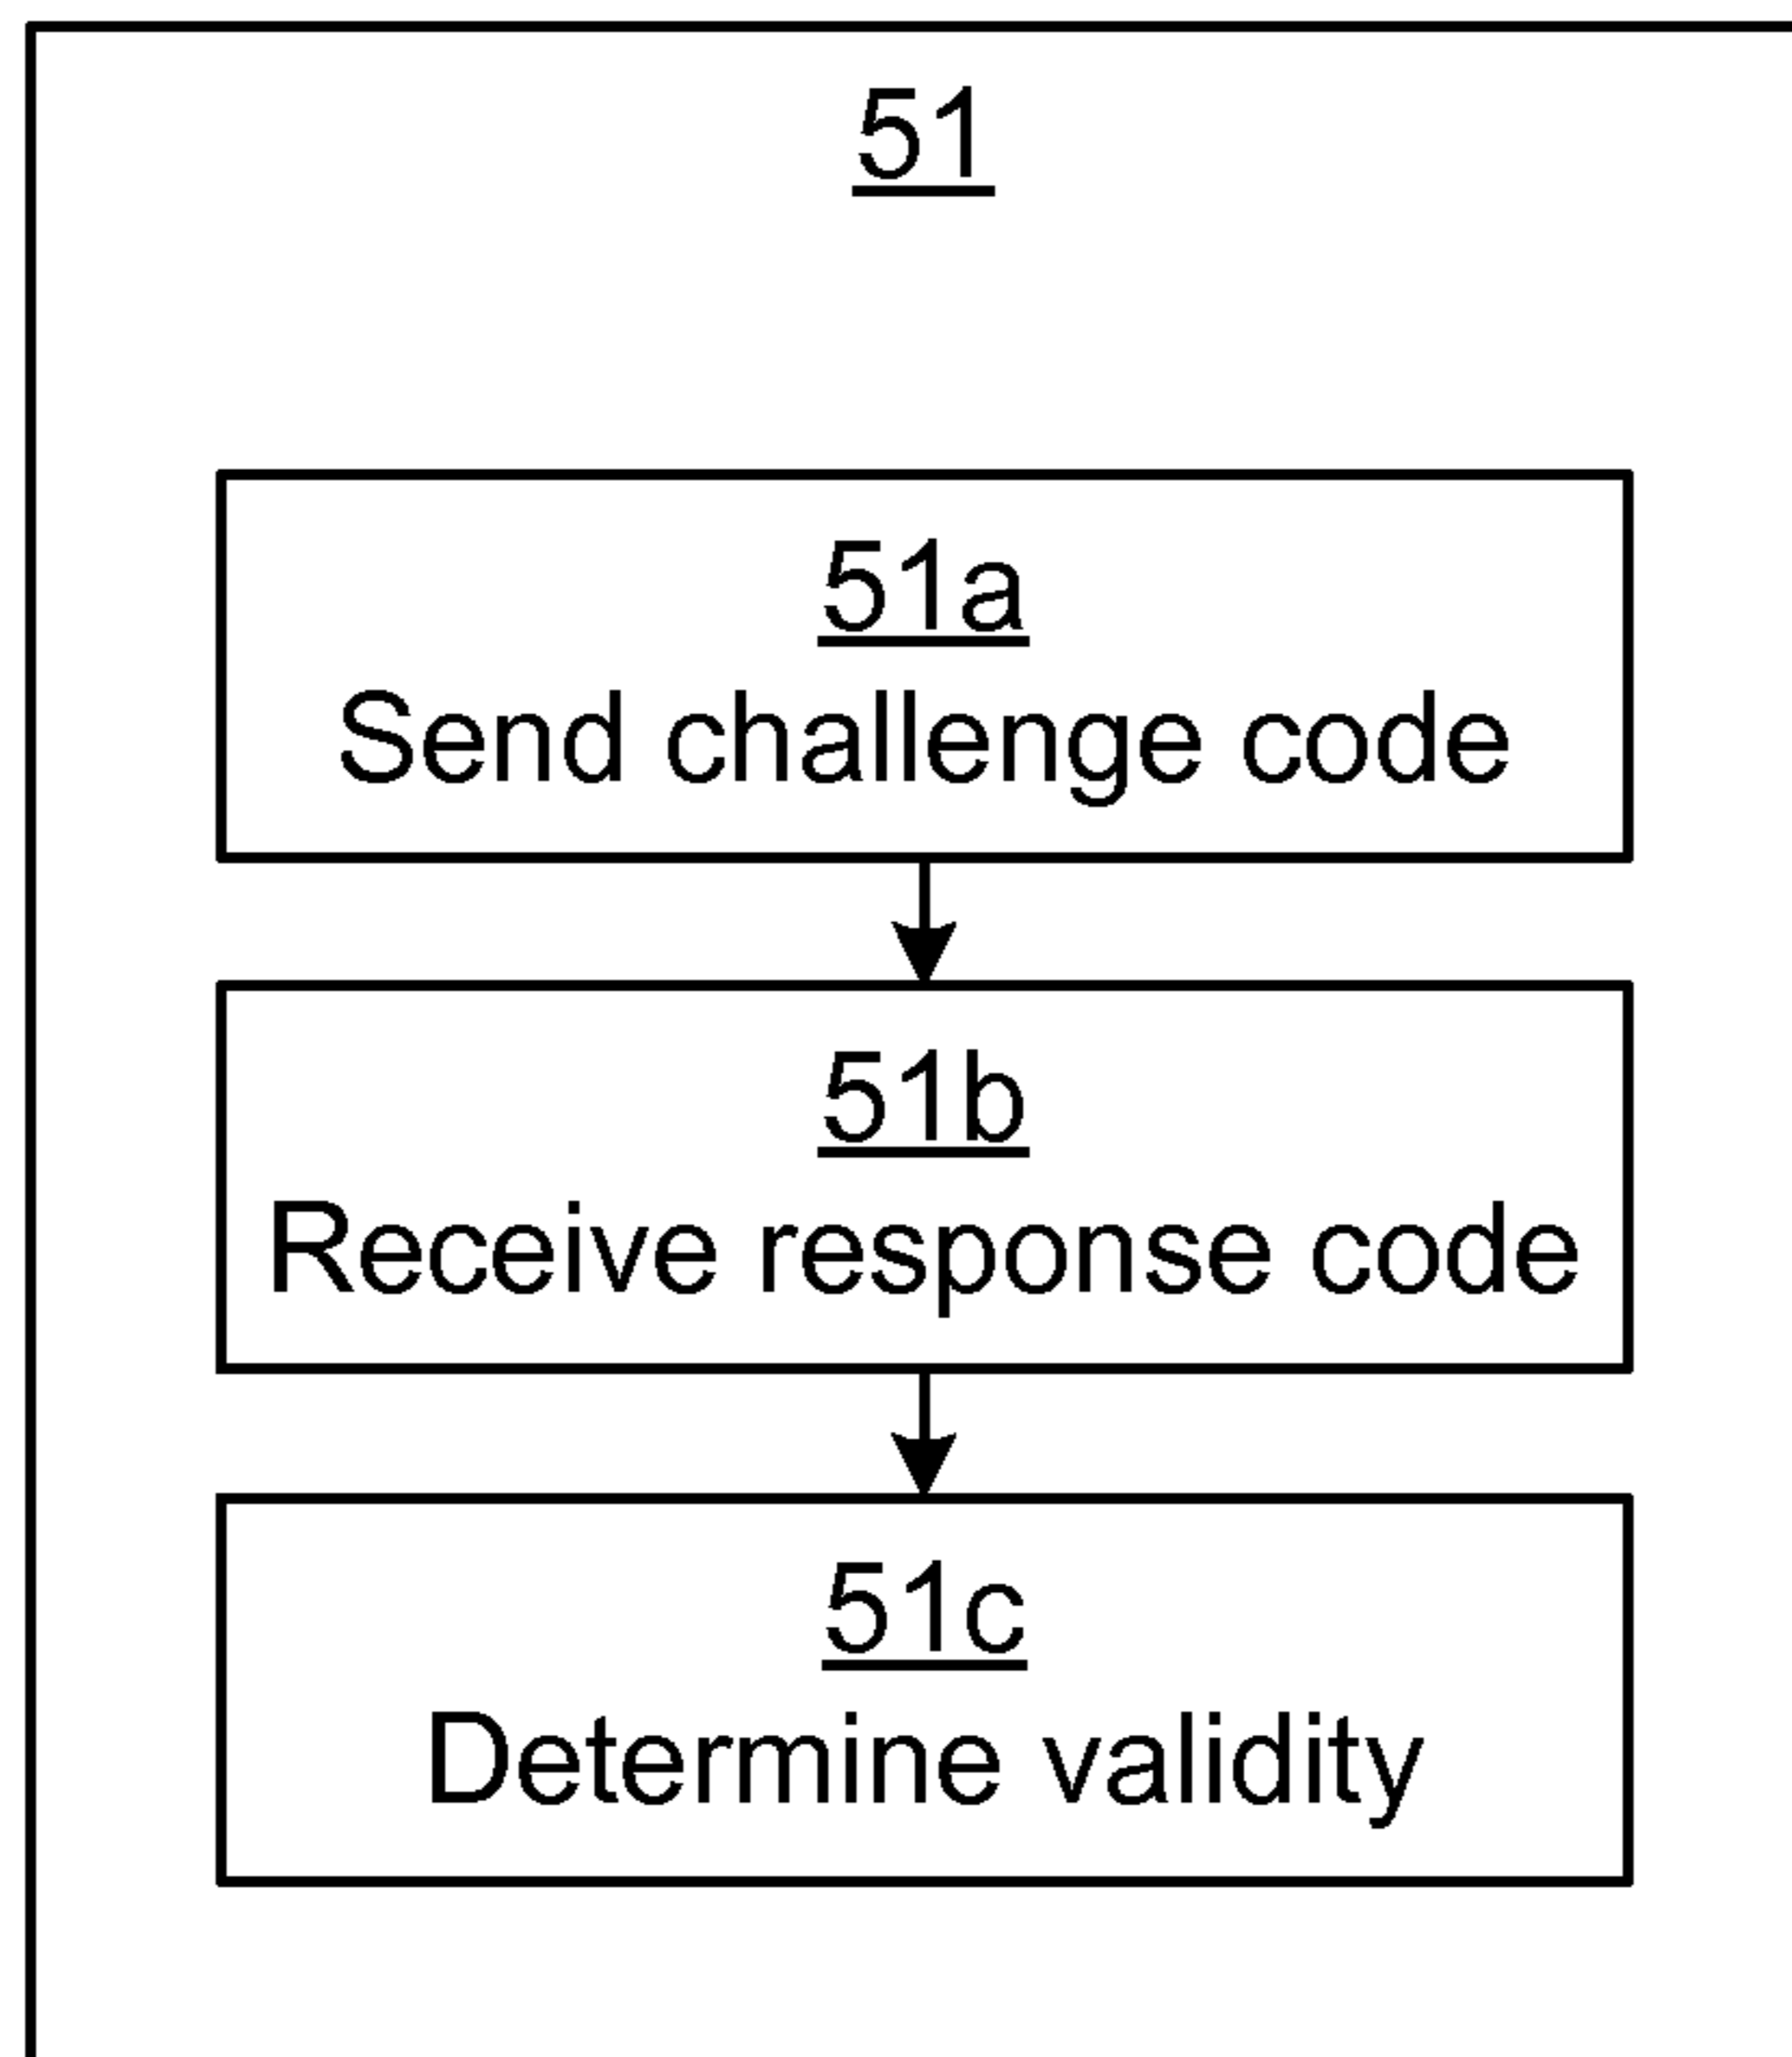 51
51a
Send challenge code
51b
Receive response code
51c
Determine validity